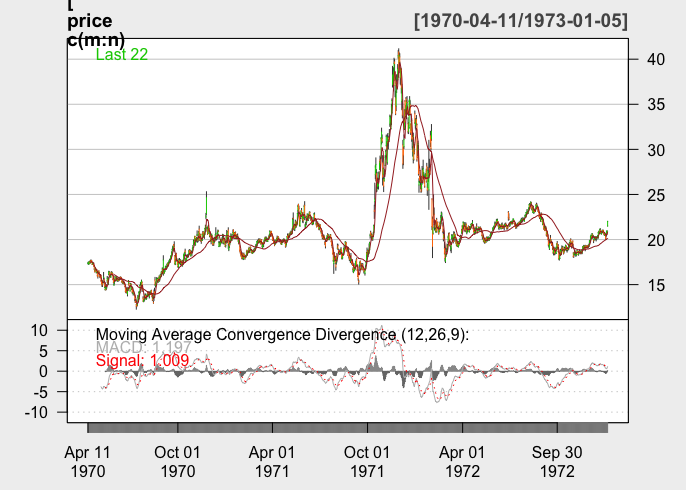 [
price
c(m:n)
[1970-04-11/1973-01-05]
Last 22
40
35
30
25
20
15
Moving Average Convergence Divergence (12,26,9):
MACD: 1.197
Signal: 1.009
10
5
0
-5
-10
Apr 11
1970
Oct 01
1970
Apr 01
1971
Oct 01
1971
Apr 01
1972
Sep 30
1972